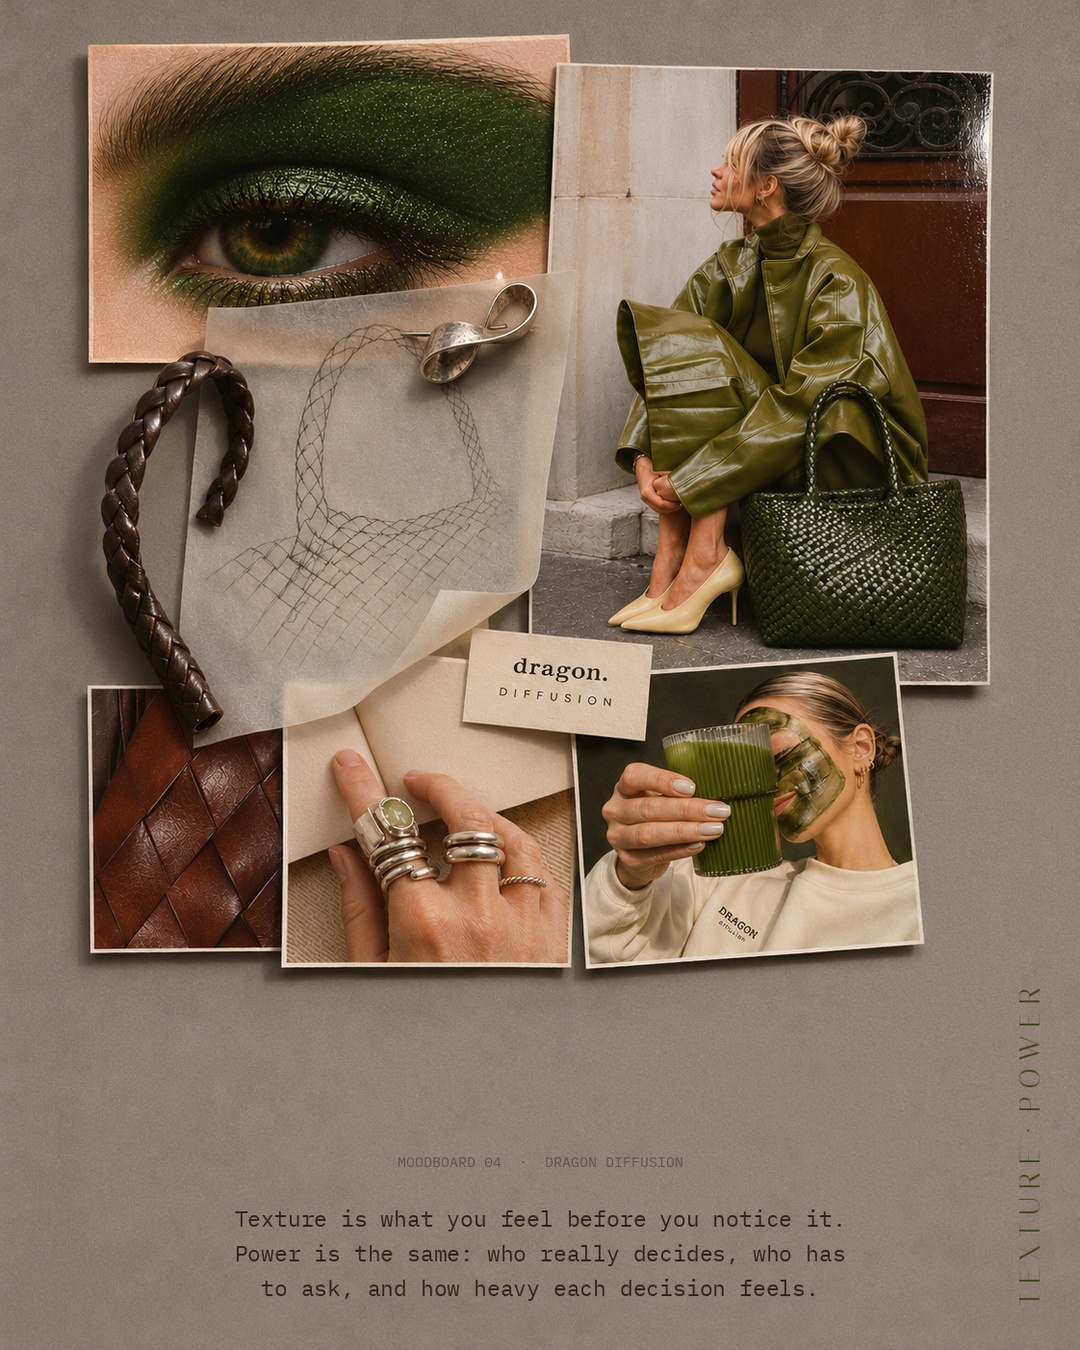 dragon.
DIFFUSION
DRAGON
diffusion
TEXTURE · POWER
MOODBOARD 04 · DRAGON DIFFUSION
Texture is what you feel before you notice it.
Power is the same: who really decides, who has
to ask, and how heavy each decision feels.